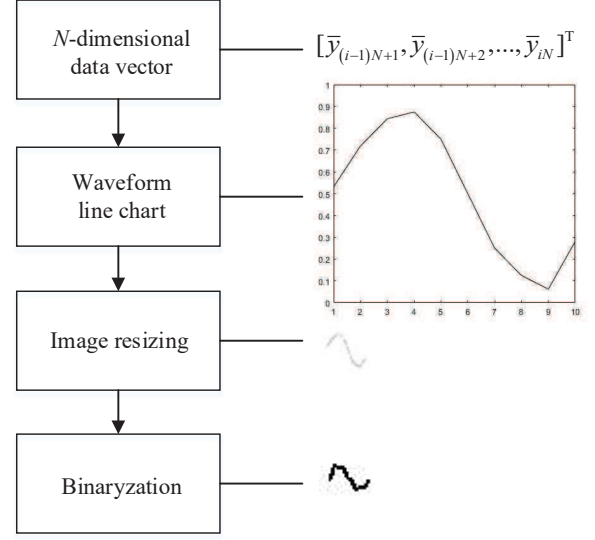 N-dimensional
data vector
[y̅₍ᵢ₋₁₎N+1, y̅₍ᵢ₋₁₎N+2,..., y̅iN]ᵀ
Waveform
line chart
1
0.9
0.8
0.7
0.6
0.5
0.4
0.3
0.2
0.1
0
1 2 3 4 5 6 7 8 9 10
Image resizing
Binaryzation